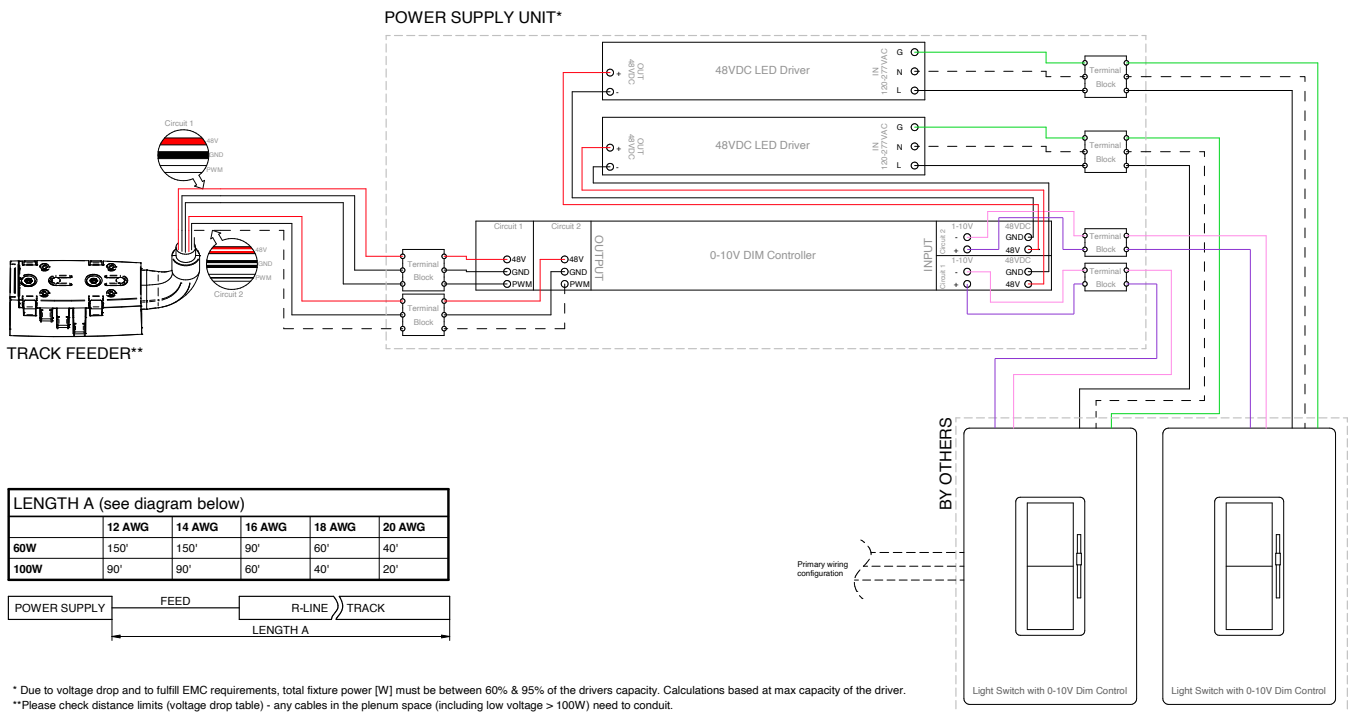 POWER SUPPLY UNIT*
OUT
48VDC
+
-
48VDC LED Driver
IN
120-277VAC
G
N
L
Terminal
Block
OUT
48VDC
+
-
48VDC LED Driver
IN
120-277VAC
G
N
L
Terminal
Block
Circuit 1
48V
GND
PWM
48V
GND
PWM
Circuit 2
TRACK FEEDER**
Terminal
Block
Terminal
Block
Circuit 1
48V
GND
PWM
Circuit 2
48V
GND
PWM
OUTPUT
0-10V DIM Controller
INPUT
Circuit 2
1-10V
-
+
48VDC
GND
48V
Circuit 1
1-10V
-
+
48VDC
GND
48V
Terminal
Block
Terminal
Block
BY OTHERS
Primary wiring
configuration
Light Switch with 0-10V Dim Control
Light Switch with 0-10V Dim Control
LENGTH A (see diagram below)
12 AWG 14 AWG 16 AWG 18 AWG 20 AWG
60W 150' 150' 90' 60' 40'
100W 90' 90' 60' 40' 20'
POWER SUPPLY FEED R-LINE TRACK
LENGTH A
* Due to voltage drop and to fulfill EMC requirements, total fixture power [W] must be between 60% & 95% of the drivers capacity. Calculations based at max capacity of the driver.
**Please check distance limits (voltage drop table) - any cables in the plenum space (including low voltage > 100W) need to conduit.